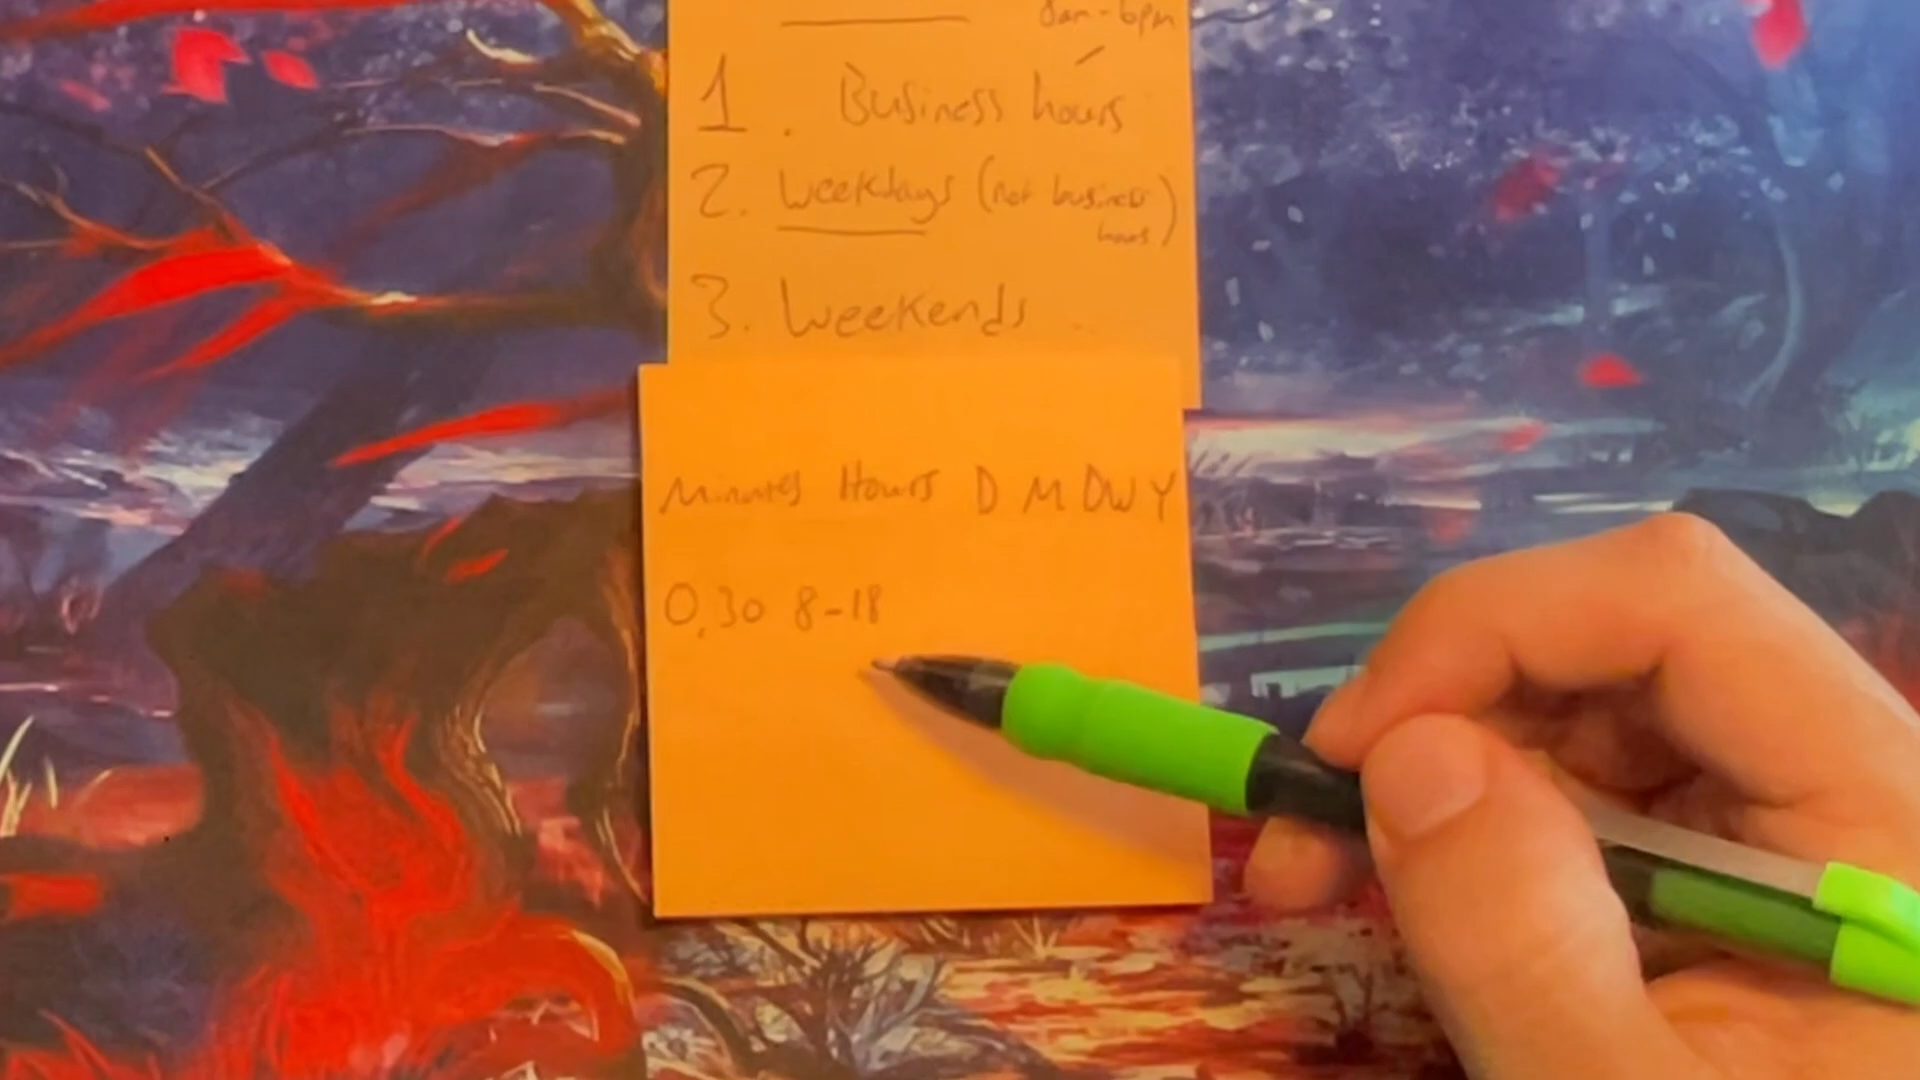 8am-6pm
1. Business hours
2. Weekdays (not business hours)
3. Weekends
Minutes Hours D M DW Y
0,30 8-18